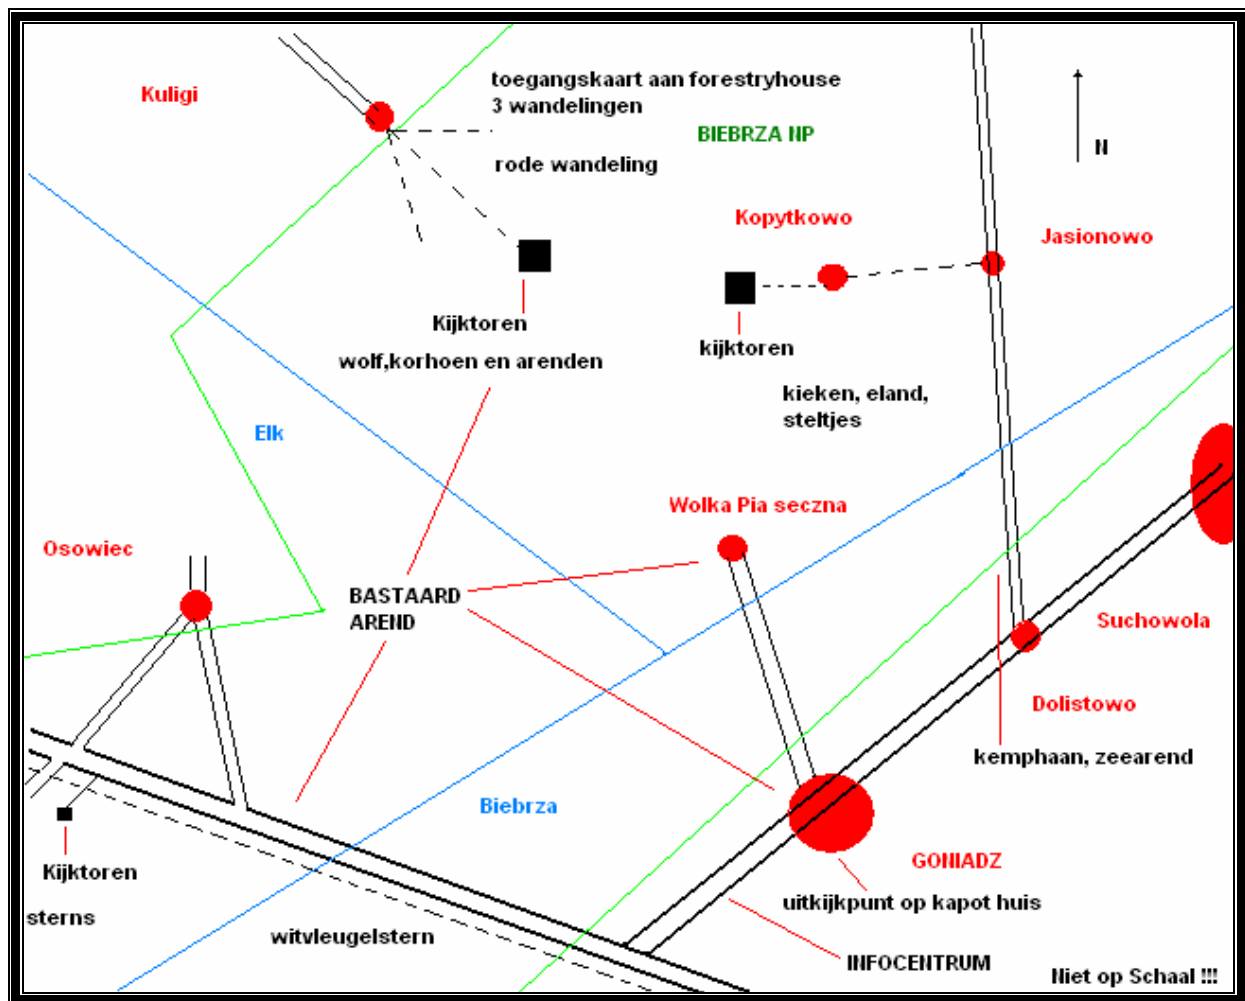 Kuligi
toegangskaart aan forestryhouse
3 wandelingen
BIEBRZA NP
N
rode wandeling
Kopytkowo
Jasionowo
Kijktoren
kijktoren
wolf,korhoen en arenden
kieken, eland,
steltjes
Elk
Wolka Pia seczna
Osowiec
BASTAARD
AREND
Suchowola
Dolistowo
kemphaan, zeearend
Biebrza
Kijktoren
GONIADZ
uitkijkpunt op kapot huis
sterns
witvleugelstern
INFOCENTRUM
Niet op Schaal !!!